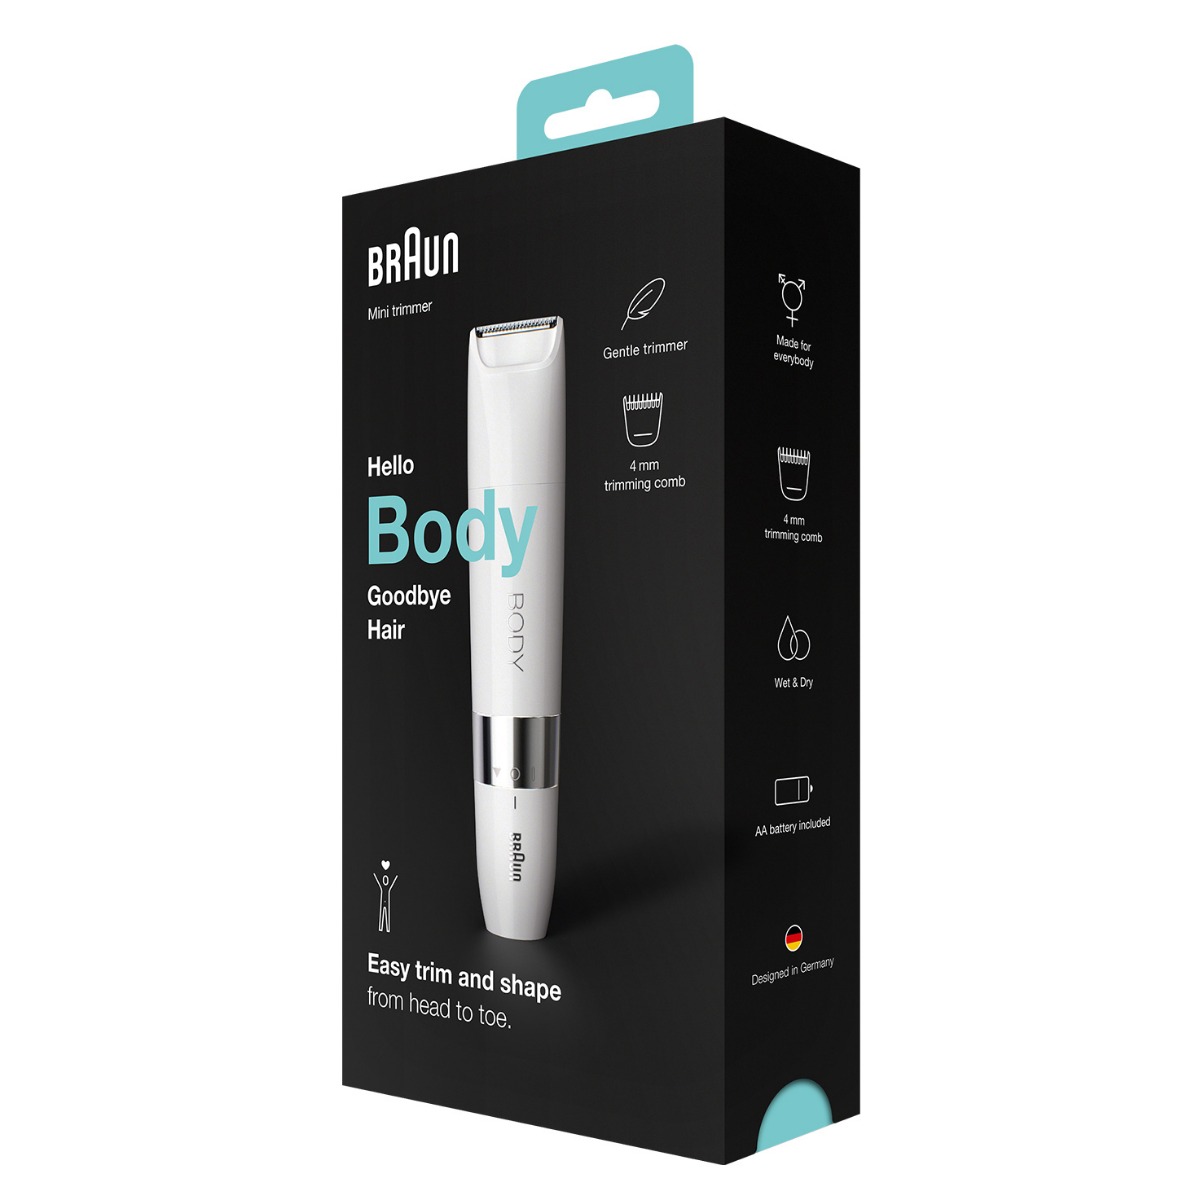 BRAUN
Mini trimmer
Gentle trimmer
4 mm
trimming comb
Hello
Body
Goodbye
Hair
BODY
BRAUN
Easy trim and shape
from head to toe.
Made for
everybody
4 mm
trimming comb
Wet & Dry
AA battery included
Designed in Germany